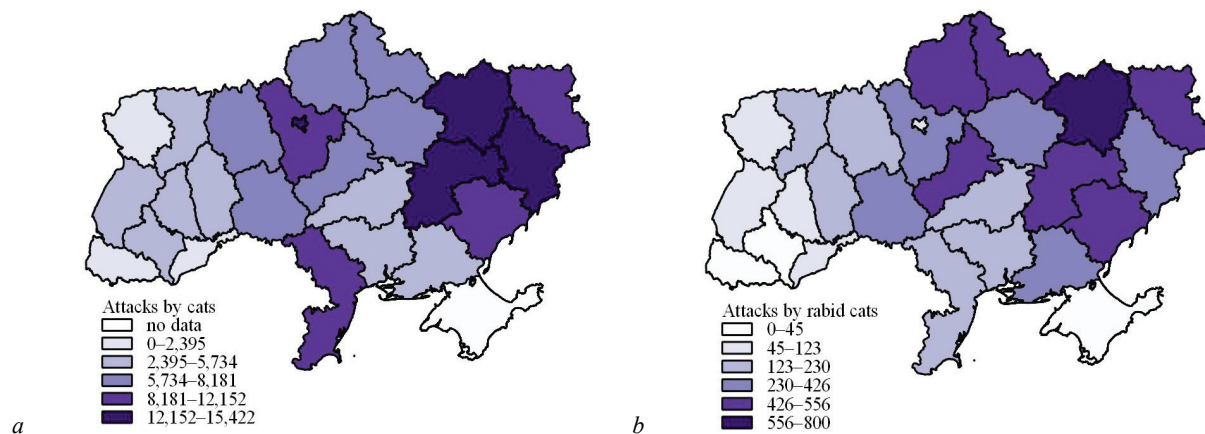 Attacks by cats
no data
0–2,395
2,395–5,734
5,734–8,181
8,181–12,152
12,152–15,422
a
Attacks by rabid cats
0–45
45–123
123–230
230–426
426–556
556–800
b